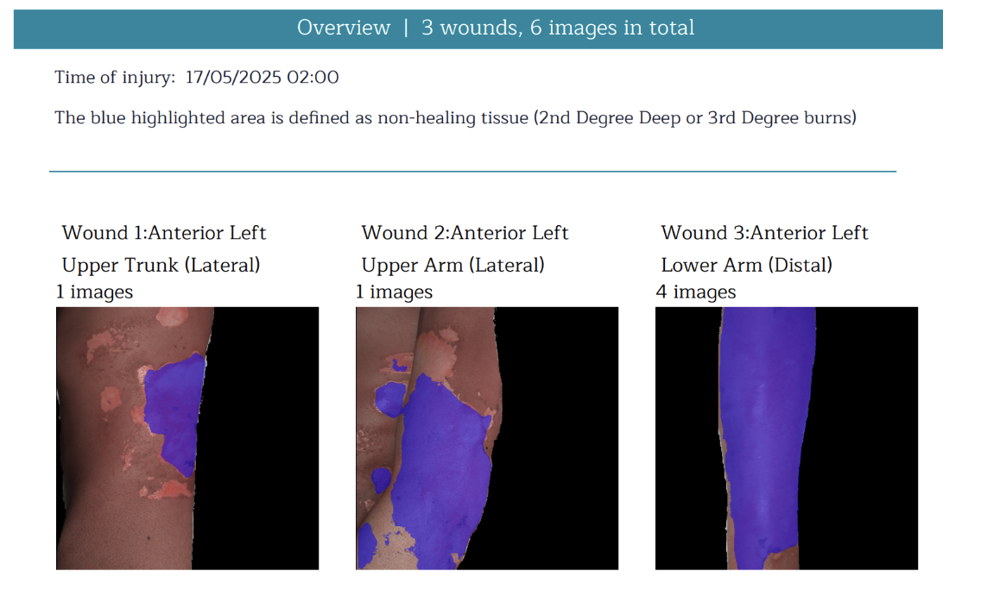 Overview | 3 wounds, 6 images in total
Time of injury: 17/05/2025 02:00
The blue highlighted area is defined as non-healing tissue (2nd Degree Deep or 3rd Degree burns)
Wound 1:Anterior Left
Upper Trunk (Lateral)
1 images
Wound 2:Anterior Left
Upper Arm (Lateral)
1 images
Wound 3:Anterior Left
Lower Arm (Distal)
4 images